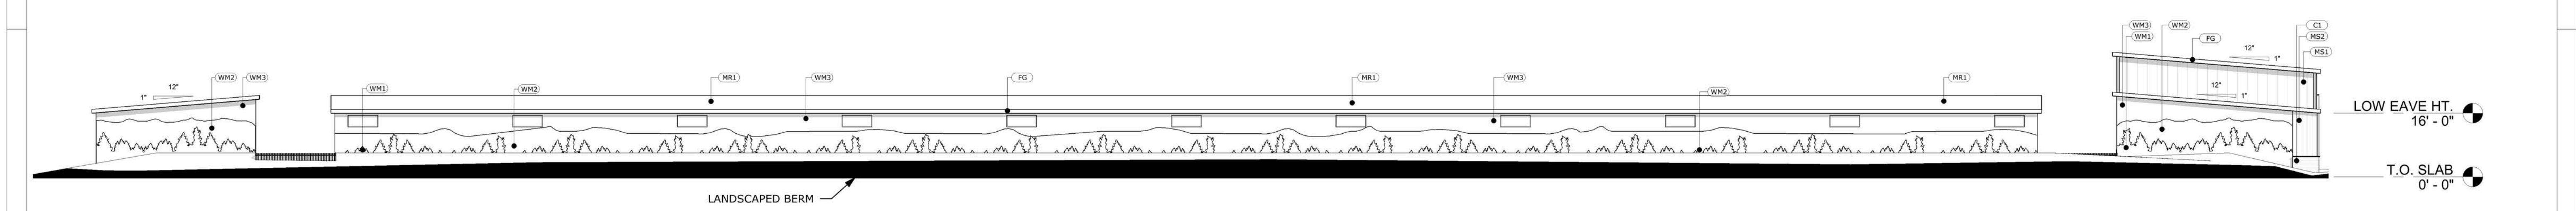 WM2
WM3
12"
1"
WM1
WM2
MR1
WM3
FG
MR1
WM3
WM2
MR1
WM3
WM1
WM2
FG
12"
1"
12"
1"
C1
MS2
MS1
LOW EAVE HT.
16' - 0"
T.O. SLAB
0' - 0"
LANDSCAPED BERM